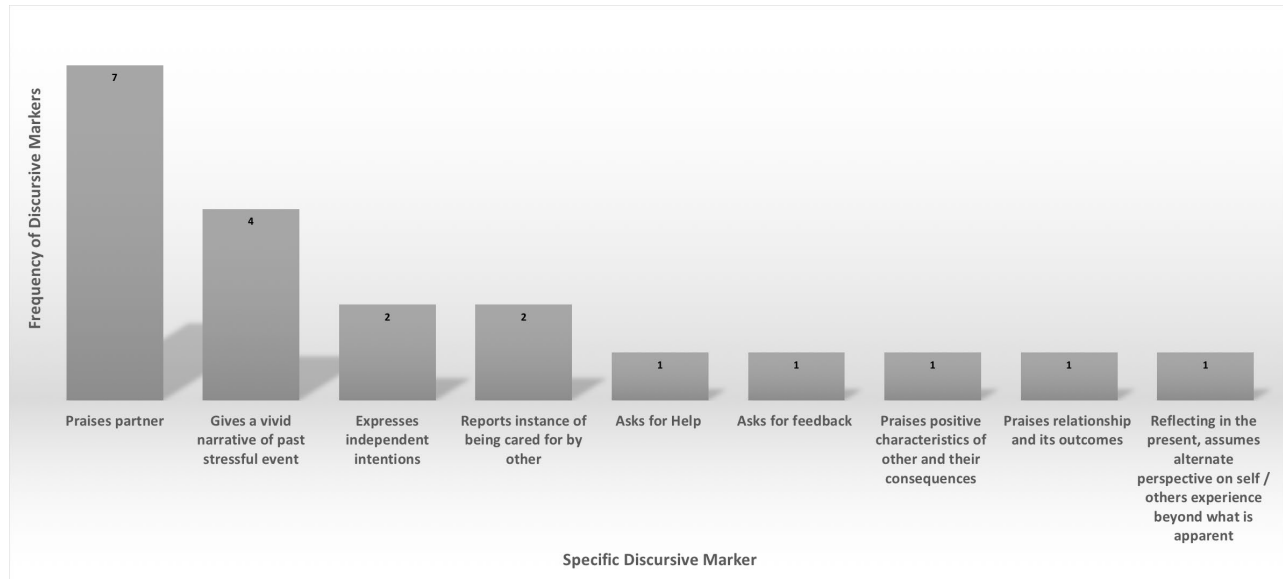 Frequency of Discursive Markers
7
4
2
2
1
1
1
1
1
Praises partner
Gives a vivid
narrative of past
stressful event
Expresses
independent
intentions
Reports instance of
being cared for by
other
Asks for Help
Asks for feedback
Praises positive
characteristics of
other and their
consequences
Praises relationship
and its outcomes
Reflecting in the
present, assumes
alternate
perspective on self /
others experience
beyond what is
apparent
Specific Discursive Marker